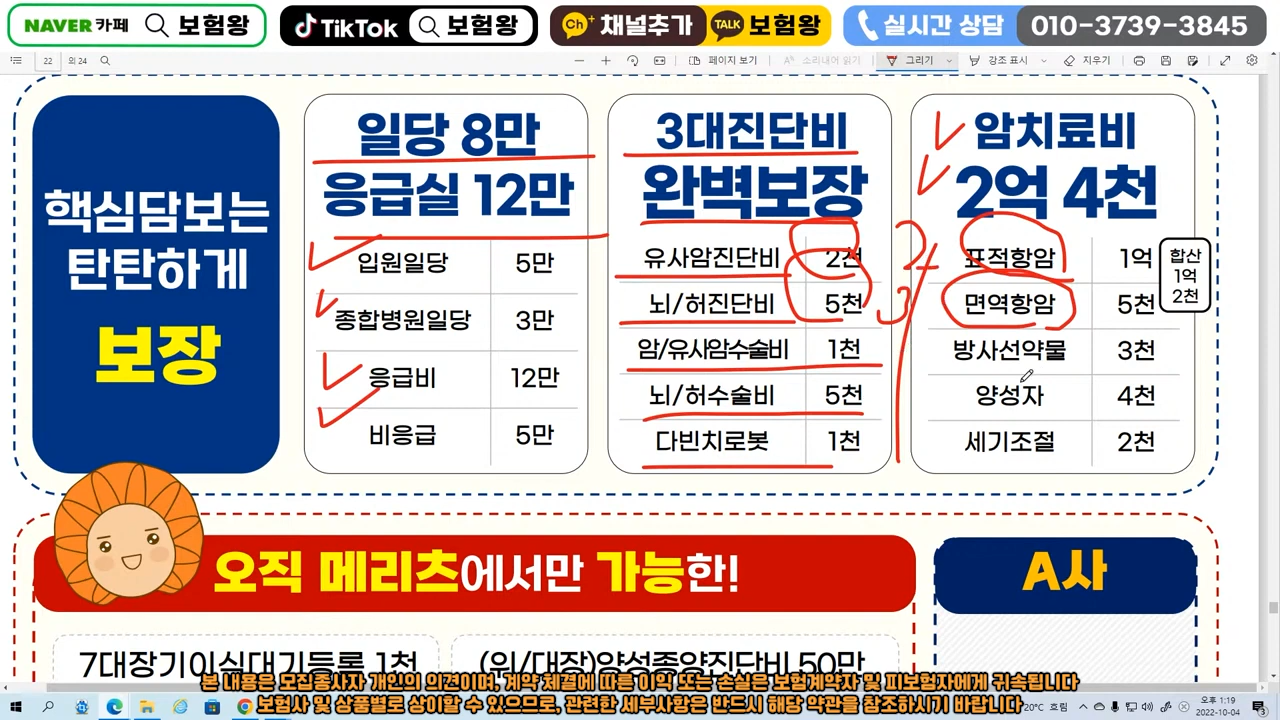 NAVER 카페 보험왕
TikTok 보험왕
Ch+ 채널추가 TALK 보험왕
실시간 상담 010-3739-3845
22 의 24
페이지 보기
소리내어 읽기
그리기
강조 표시
지우기
핵심담보는
탄탄하게
보장
일당 8만
응급실 12만
입원일당 5만
종합병원일당 3만
응급비 12만
비응급 5만
3대진단비
완벽보장
유사암진단비 2천
뇌/허진단비 5천
암/유사암수술비 1천
뇌/허수술비 5천
다빈치로봇 1천
암치료비
2억 4천
표적항암 1억
면역항암 5천
방사선약물 3천
양성자 4천
세기조절 2천
합산
1억
2천
오직 메리츠에서만 가능한!
A사
7대장기이식대기등록 1천
(위/대장)양성종양진단비 50만
본 내용은 모집종사자 개인의 의견이며, 계약 체결에 따른 이익 또는 손실은 보험계약자 및 피보험자에게 귀속됩니다
보험사 및 상품별로 상이할 수 있으므로, 관련한 세부사항은 반드시 해당 약관을 참조하시기 바랍니다
20℃ 흐림
오후 1:19
2022-10-04